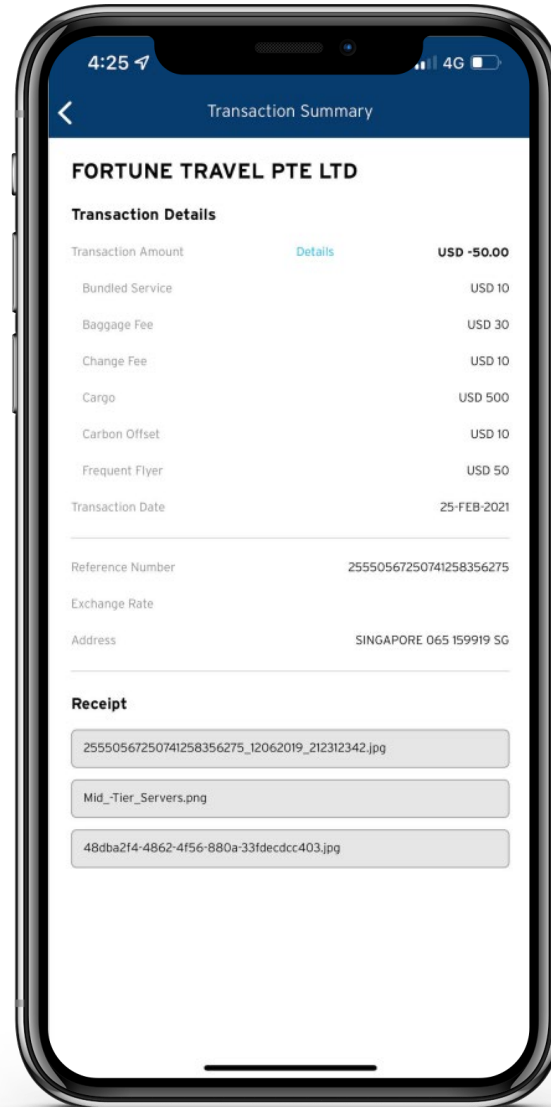 4:25 4G
Transaction Summary
FORTUNE TRAVEL PTE LTD
Transaction Details
Transaction Amount Details USD -50.00
Bundled Service USD 10
Baggage Fee USD 30
Change Fee USD 10
Cargo USD 500
Carbon Offset USD 10
Frequent Flyer USD 50
Transaction Date 25-FEB-2021
Reference Number 25550567250741258356275
Exchange Rate
Address SINGAPORE 065 159919 SG
Receipt
25550567250741258356275_12062019_212312342.jpg
Mid_-Tier_Servers.png
48dba2f4-4862-4f56-880a-33fdecdcc403.jpg